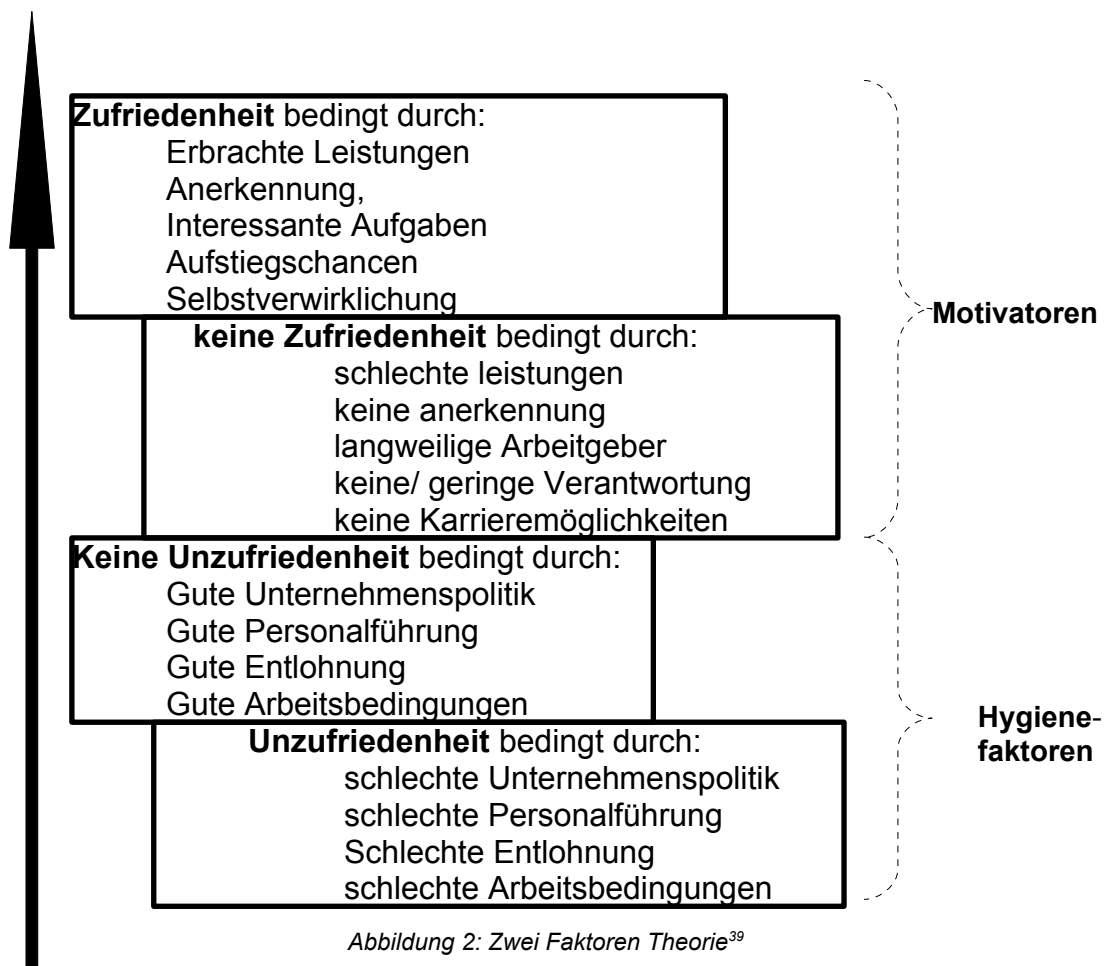 Zufriedenheit bedingt durch:
Erbrachte Leistungen
Anerkennung,
Interessante Aufgaben
Aufstiegschancen
Selbstverwirklichung
keine Zufriedenheit bedingt durch:
schlechte leistungen
keine anerkennung
langweilige Arbeitgeber
keine/ geringe Verantwortung
keine Karrieremöglichkeiten
Motivatoren
Keine Unzufriedenheit bedingt durch:
Gute Unternehmenspolitik
Gute Personalführung
Gute Entlohnung
Gute Arbeitsbedingungen
Unzufriedenheit bedingt durch:
schlechte Unternehmenspolitik
schlechte Personalführung
Schlechte Entlohnung
schlechte Arbeitsbedingungen
Hygiene-
faktoren
Abbildung 2: Zwei Faktoren Theorie³⁹